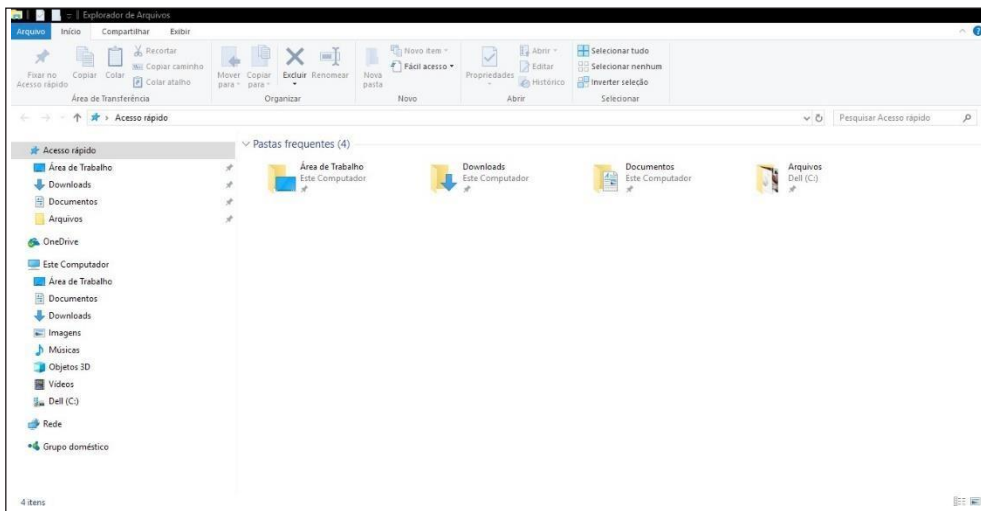 Explorador de Arquivos
Arquivo Início Compartilhar Exibir
Fixar no Acesso rápido
Copiar
Colar
Recortar
Copiar caminho
Colar atalho
Área de Transferência
Mover para
Copiar para
Excluir
Renomear
Organizar
Nova pasta
Novo item
Fácil acesso
Novo
Propriedades
Abrir
Editar
Histórico
Abrir
Selecionar tudo
Selecionar nenhum
Inverter seleção
Selecionar
Acesso rápido
Pesquisar Acesso rápido
Acesso rápido
Área de Trabalho
Downloads
Documentos
Arquivos
OneDrive
Este Computador
Área de Trabalho
Documentos
Downloads
Imagens
Músicas
Objetos 3D
Vídeos
Dell (C:)
Rede
Grupo doméstico
Pastas frequentes (4)
Área de Trabalho
Este Computador
Downloads
Este Computador
Documentos
Este Computador
Arquivos
Dell (C:)
4 itens